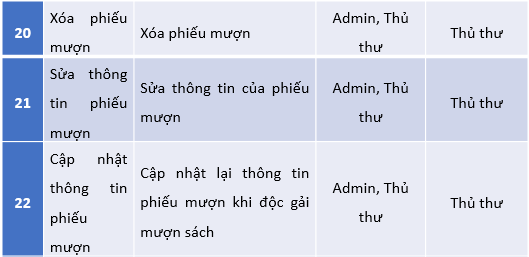 20
Xóa phiếu
mượn
Xóa phiếu mượn
Admin, Thủ
thư
Thủ thư
21
Sửa thông
tin phiếu
mượn
Sửa thông tin của phiếu
mượn
Admin, Thủ
thư
Thủ thư
22
Cập nhật
thông tin
phiếu
mượn
Cập nhật lại thông tin
phiếu mượn khi độc gải
mượn sách
Admin, Thủ
thư
Thủ thư